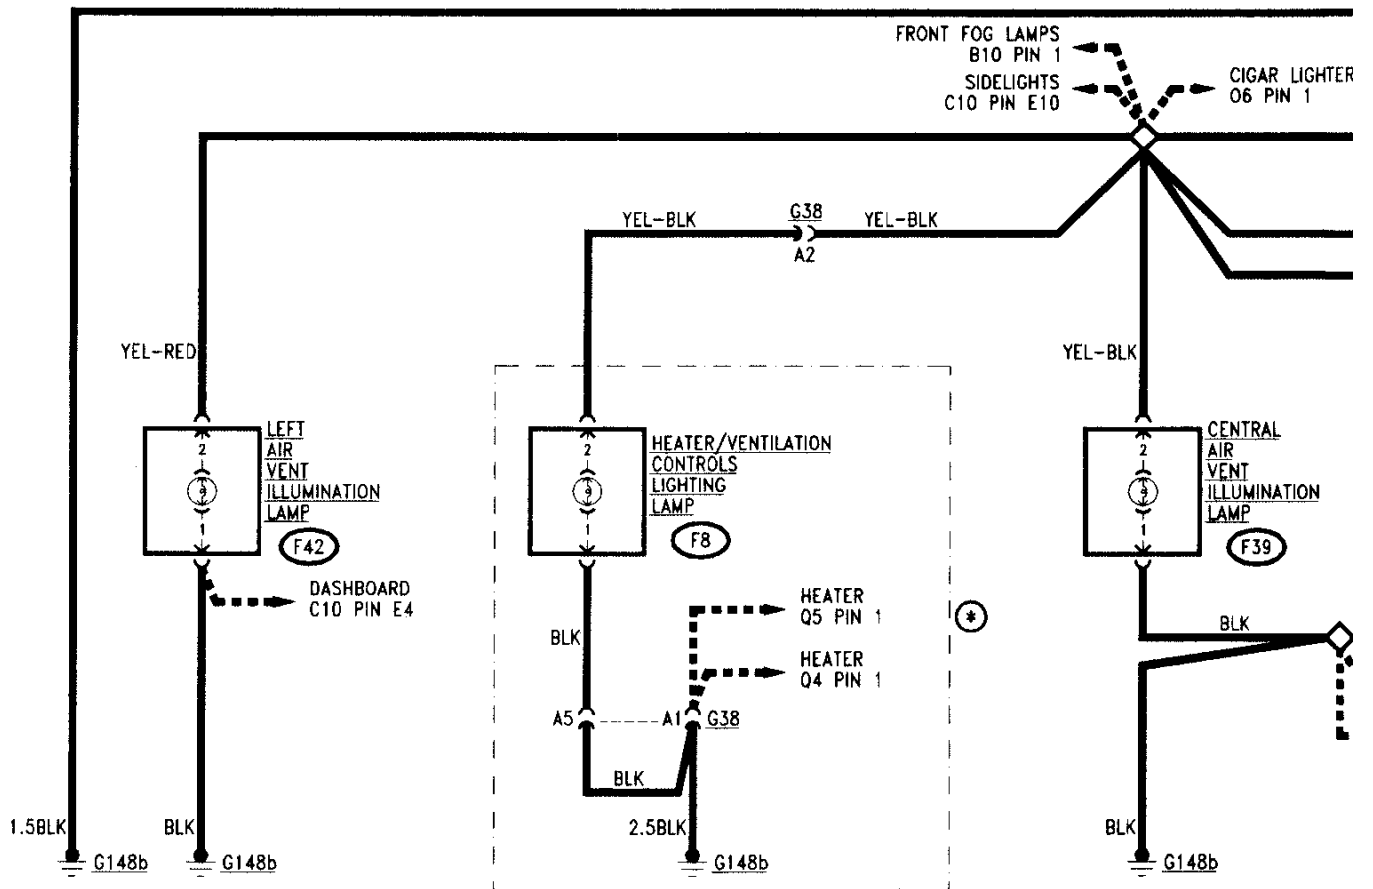 FRONT FOG LAMPS
B10 PIN 1
SIDELIGHTS
C10 PIN E10
CIGAR LIGHTER
O6 PIN 1
YEL-BLK
G38
A2
YEL-BLK
YEL-RED
YEL-BLK
2
1
LEFT
AIR
VENT
ILLUMINATION
LAMP
F42
2
1
HEATER/VENTILATION
CONTROLS
LIGHTING
LAMP
F8
2
1
CENTRAL
AIR
VENT
ILLUMINATION
LAMP
F39
DASHBOARD
C10 PIN E4
HEATER
Q5 PIN 1
*
BLK
BLK
HEATER
Q4 PIN 1
A5
A1
G38
BLK
1.5BLK
BLK
2.5BLK
BLK
G148b
G148b
G148b
G148b